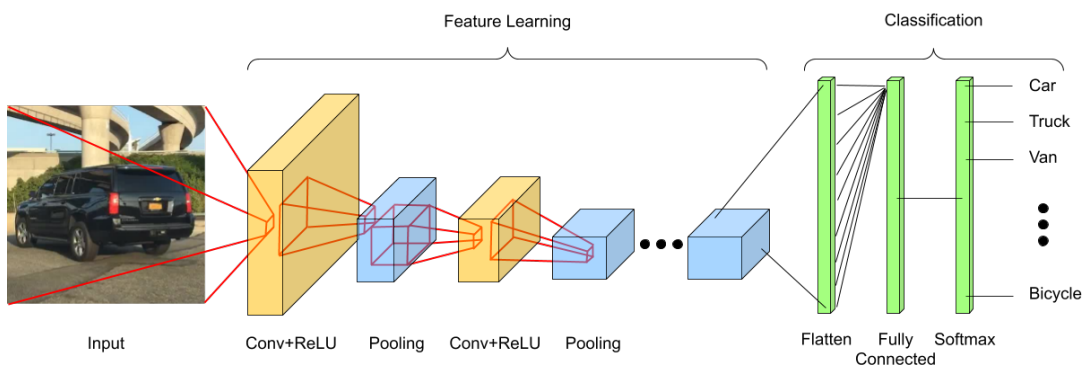 Feature Learning
Classification
Car
Truck
Van
Bicycle
Input
Conv+ReLU
Pooling
Conv+ReLU
Pooling
Flatten
Fully
Connected
Softmax